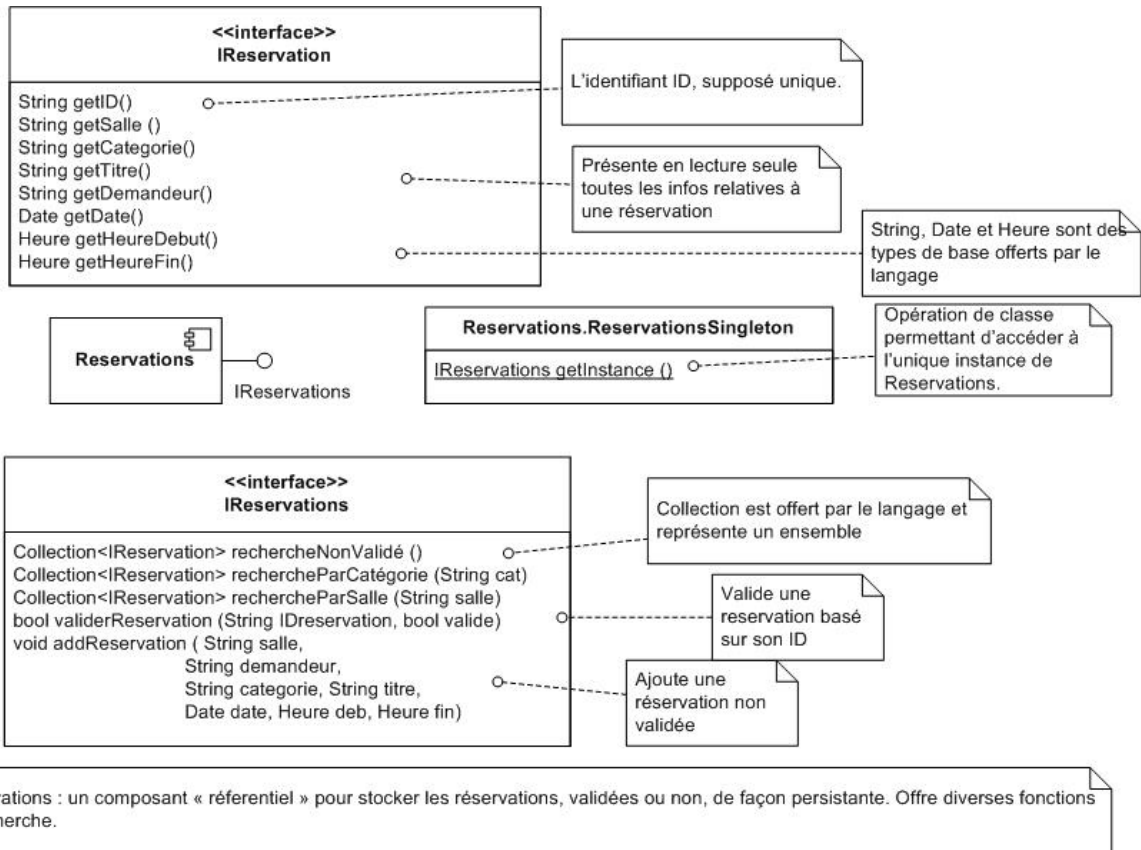 <<interface>>
IReservation
String getID()
String getSalle ()
String getCategorie()
String getTitre()
String getDemandeur()
Date getDate()
Heure getHeureDebut()
Heure getHeureFin()
L'identifiant ID, supposé unique.
Présente en lecture seule
toutes les infos relatives à
une réservation
String, Date et Heure sont des
types de base offerts par le
langage
Reservations
IReservations
Reservations.ReservationsSingleton
IReservations getInstance ()
Opération de classe
permettant d'accéder à
l'unique instance de
Reservations.
<<interface>>
IReservations
Collection<IReservation> rechercheNonValidé ()
Collection<IReservation> rechercheParCatégorie (String cat)
Collection<IReservation> rechercheParSalle (String salle)
bool validerReservation (String IDreservation, bool valide)
void addReservation ( String salle,
String demandeur,
String categorie, String titre,
Date date, Heure deb, Heure fin)
Collection est offert par le langage et
représente un ensemble
Valide une
reservation basé
sur son ID
Ajoute une
réservation non
validée
: un composant « réferentiel » pour stocker les réservations, validées ou non, de façon persistante. Offre diverses fonctions